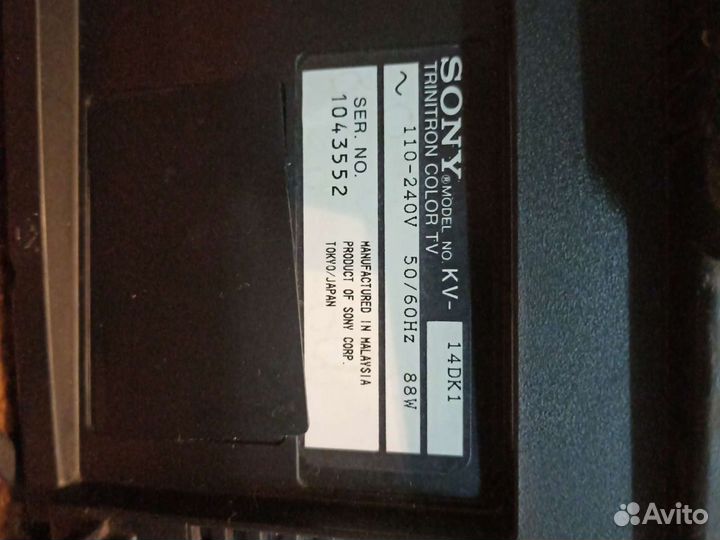 SONY® MODEL NO. KV- 14DK1
TRINITRON COLOR TV
~ 110-240V 50/60Hz 88W
SER. NO.
1043552
MANUFACTURED IN MALAYSIA
PRODUCT OF SONY CORP.
TOKYO/JAPAN
Avito